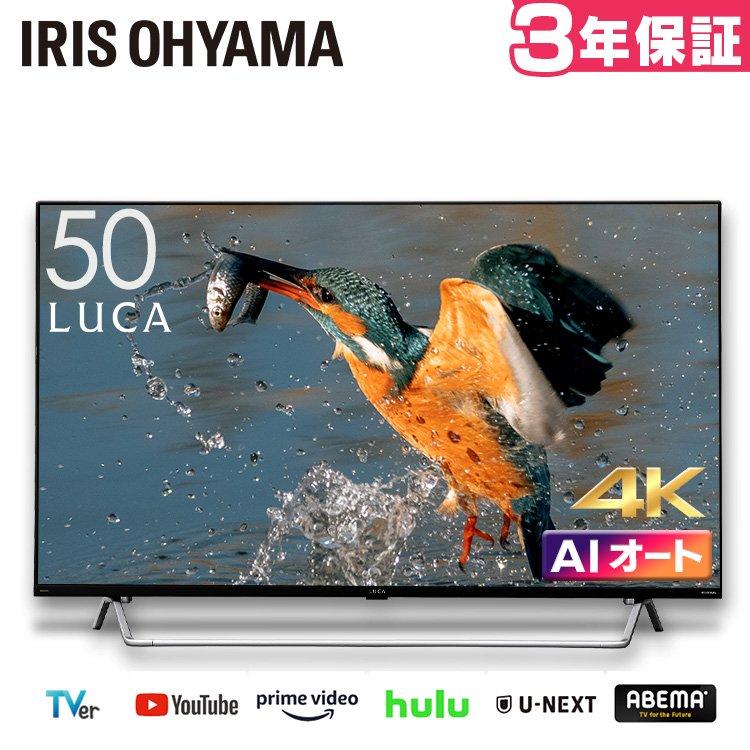 IRIS OHYAMA
3年保証
50
LUCA
4K
AIオート
LUCA
TVer
YouTube
prime video
hulu
U-NEXT
ABEMA
TV for the Future